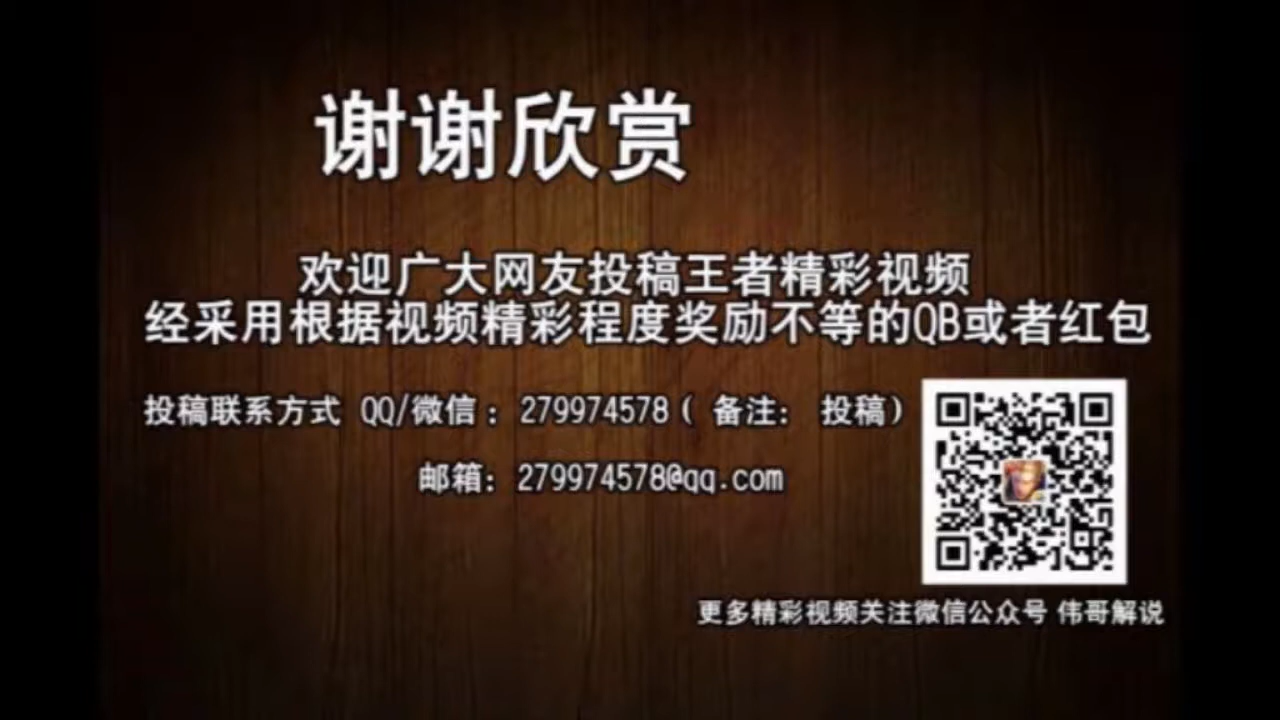 谢谢欣赏
欢迎广大网友投稿王者精彩视频
经采用根据视频精彩程度奖励不等的QB或者红包
投稿联系方式 QQ/微信：279974578（ 备注： 投稿）
邮箱：279974578@qq.com
更多精彩视频关注微信公众号 伟哥解说